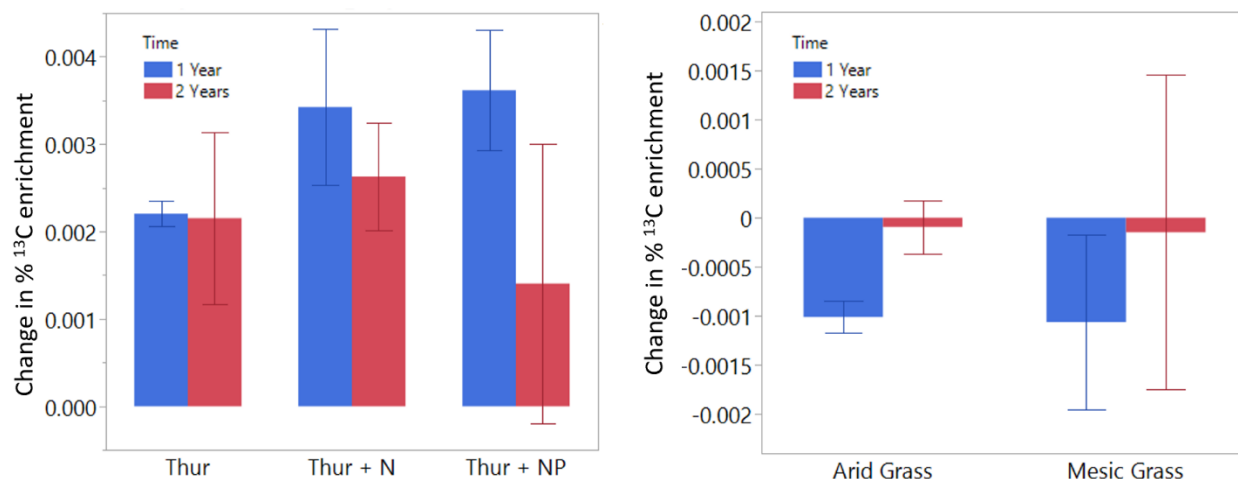 Change in % ¹³C enrichment
0.004
0.003
0.002
0.001
0.000
Time
1 Year
2 Years
Thur
Thur + N
Thur + NP
Change in % ¹³C enrichment
0.002
0.0015
0.001
0.0005
0
-0.0005
-0.001
-0.0015
-0.002
Time
1 Year
2 Years
Arid Grass
Mesic Grass